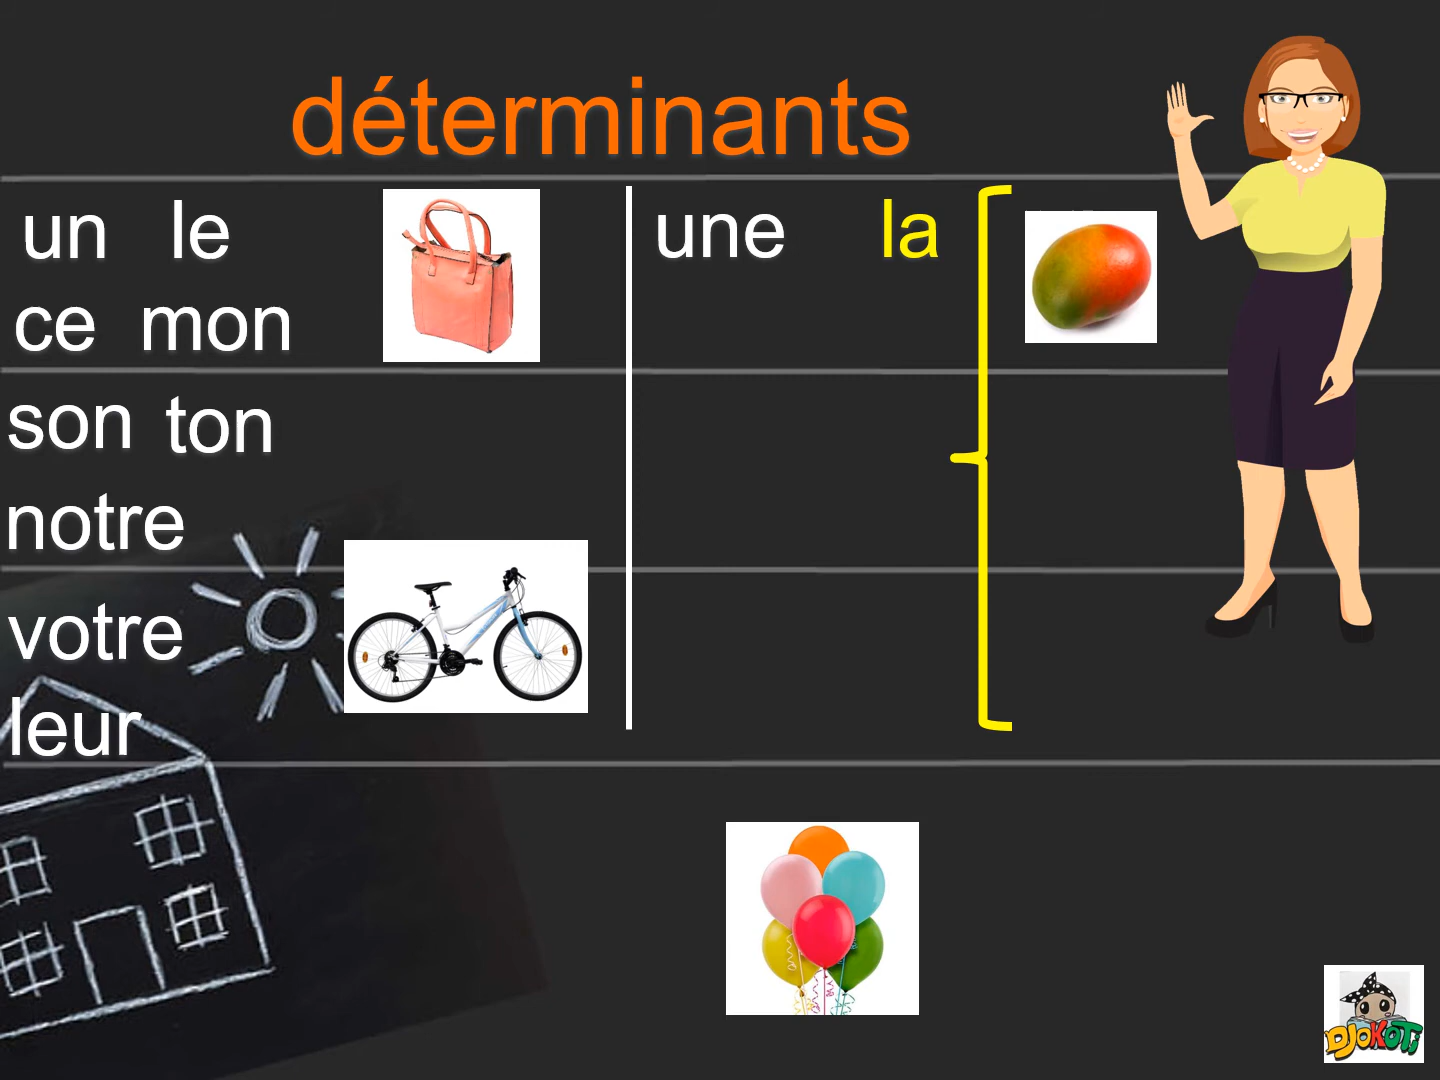 déterminants
un le
ce mon
son ton
notre
votre
leur
une la
DJOKOTI